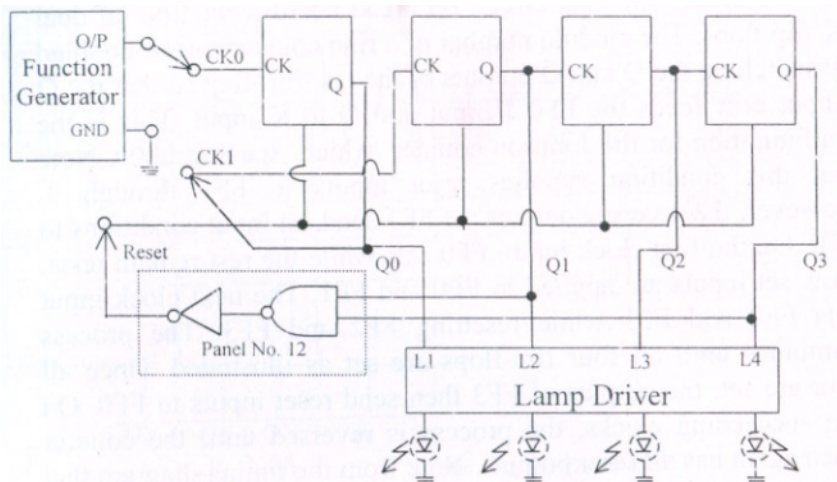 O/P
Function
Generator
GND
CK0
CK
Q
CK
Q
CK
Q
CK
Q
CK1
Reset
Q0
Q1
Q2
Q3
Panel No. 12
L1
L2
L3
L4
Lamp Driver